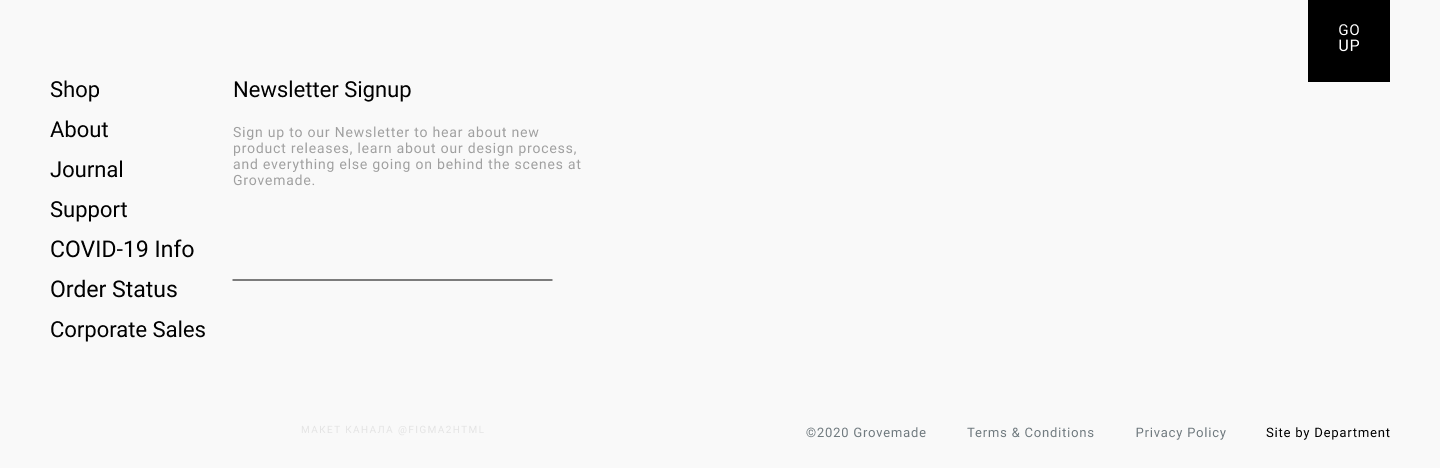 GO
UP
Shop
About
Journal
Support
COVID-19 Info
Order Status
Corporate Sales
Newsletter Signup
Sign up to our Newsletter to hear about new
product releases, learn about our design process,
and everything else going on behind the scenes at
Grovemade.
МАКЕТ КАНАЛА @FIGMA2HTML
©2020 Grovemade
Terms & Conditions
Privacy Policy
Site by Department